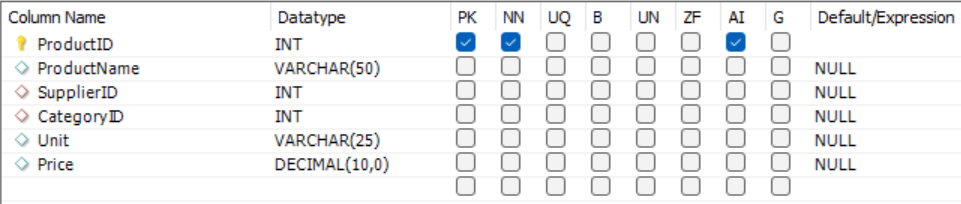 Column Name Datatype PK NN UQ B UN ZF AI G Default/Expression
ProductID INT
ProductName VARCHAR(50) NULL
SupplierID INT NULL
CategoryID INT NULL
Unit VARCHAR(25) NULL
Price DECIMAL(10,0) NULL